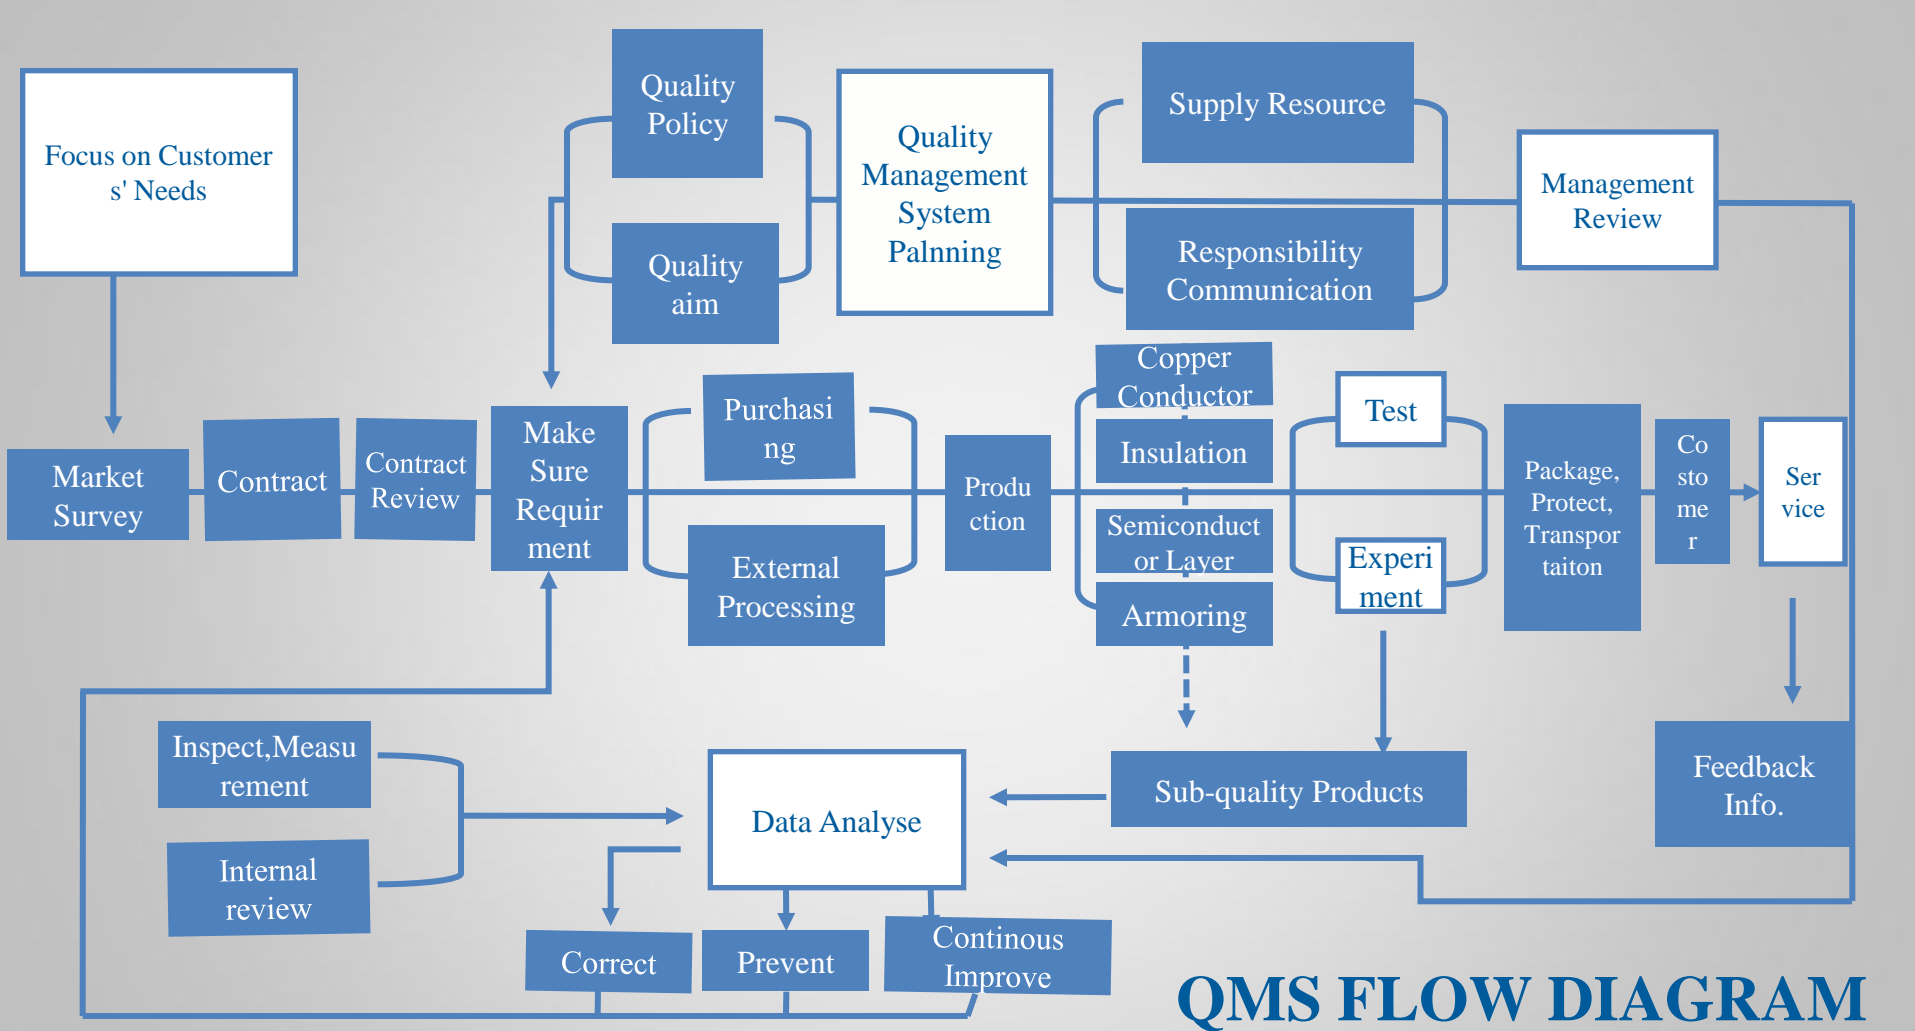 Quality
Policy
Supply Resource
Focus on Customer
s' Needs
Quality
Management
System
Palnning
Management
Review
Quality
aim
Responsibility
Communication
Copper
Conductor
Purchasi
ng
Test
Make
Sure
Requir
ment
Market
Survey
Contract
Contract
Review
Insulation
Produ
ction
Semiconduct
or Layer
Package,
Protect,
Transpor
taiton
Co
sto
me
r
Ser
vice
External
Processing
Experi
ment
Armoring
Inspect,Measu
rement
Data Analyse
Sub-quality Products
Feedback
Info.
Internal
review
Correct
Prevent
Continous
Improve
QMS FLOW DIAGRAM